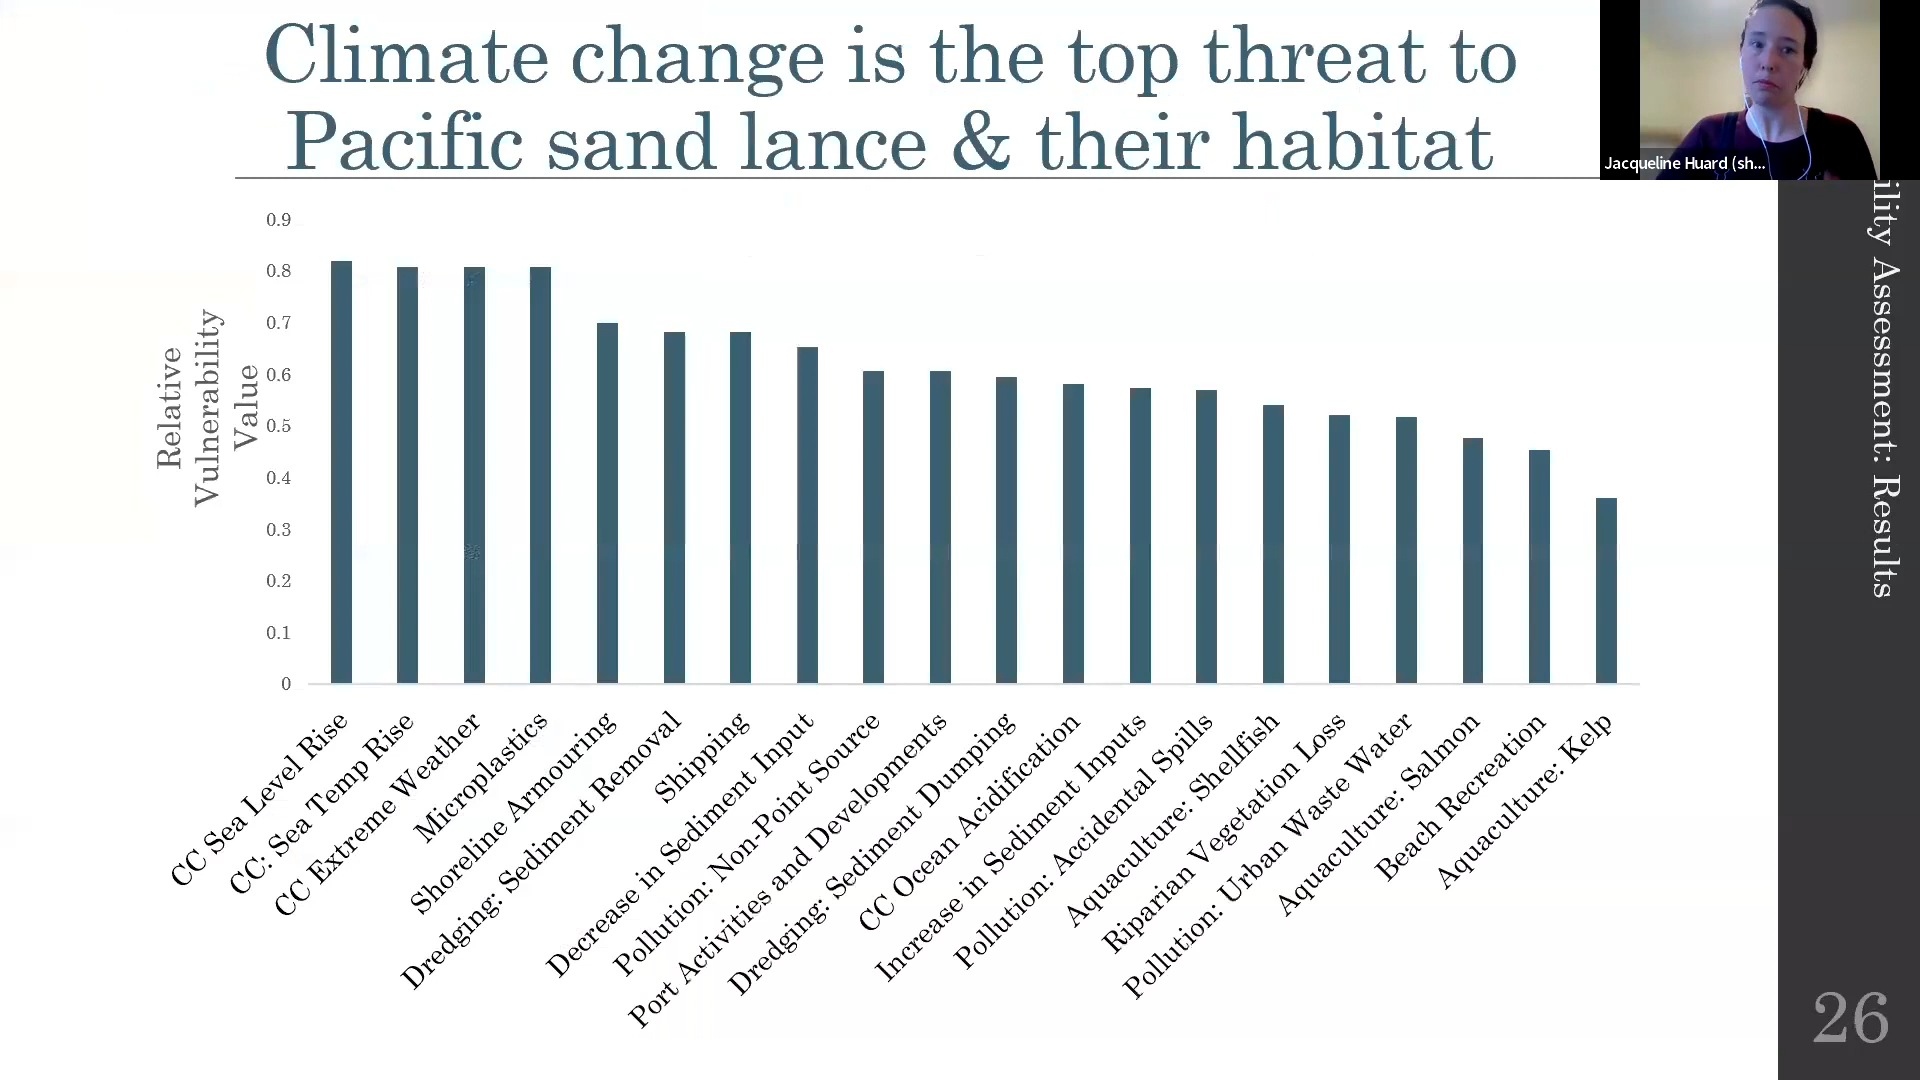 Climate change is the top threat to
Pacific sand lance & their habitat
Jacqueline Huard (sh...
ility Assessment: Results
Relative
Vulnerability
Value
0.9
0.8
0.7
0.6
0.5
0.4
0.3
0.2
0.1
0
CC Sea Level Rise
CC: Sea Temp Rise
CC Extreme Weather
Microplastics
Shoreline Armouring
Dredging: Sediment Removal
Shipping
Decrease in Sediment Input
Pollution: Non-Point Source
Port Activities and Developments
Dredging: Sediment Dumping
CC Ocean Acidification
Increase in Sediment Inputs
Pollution: Accidental Spills
Aquaculture: Shellfish
Riparian Vegetation Loss
Pollution: Urban Waste Water
Aquaculture: Salmon
Beach Recreation
Aquaculture: Kelp
26